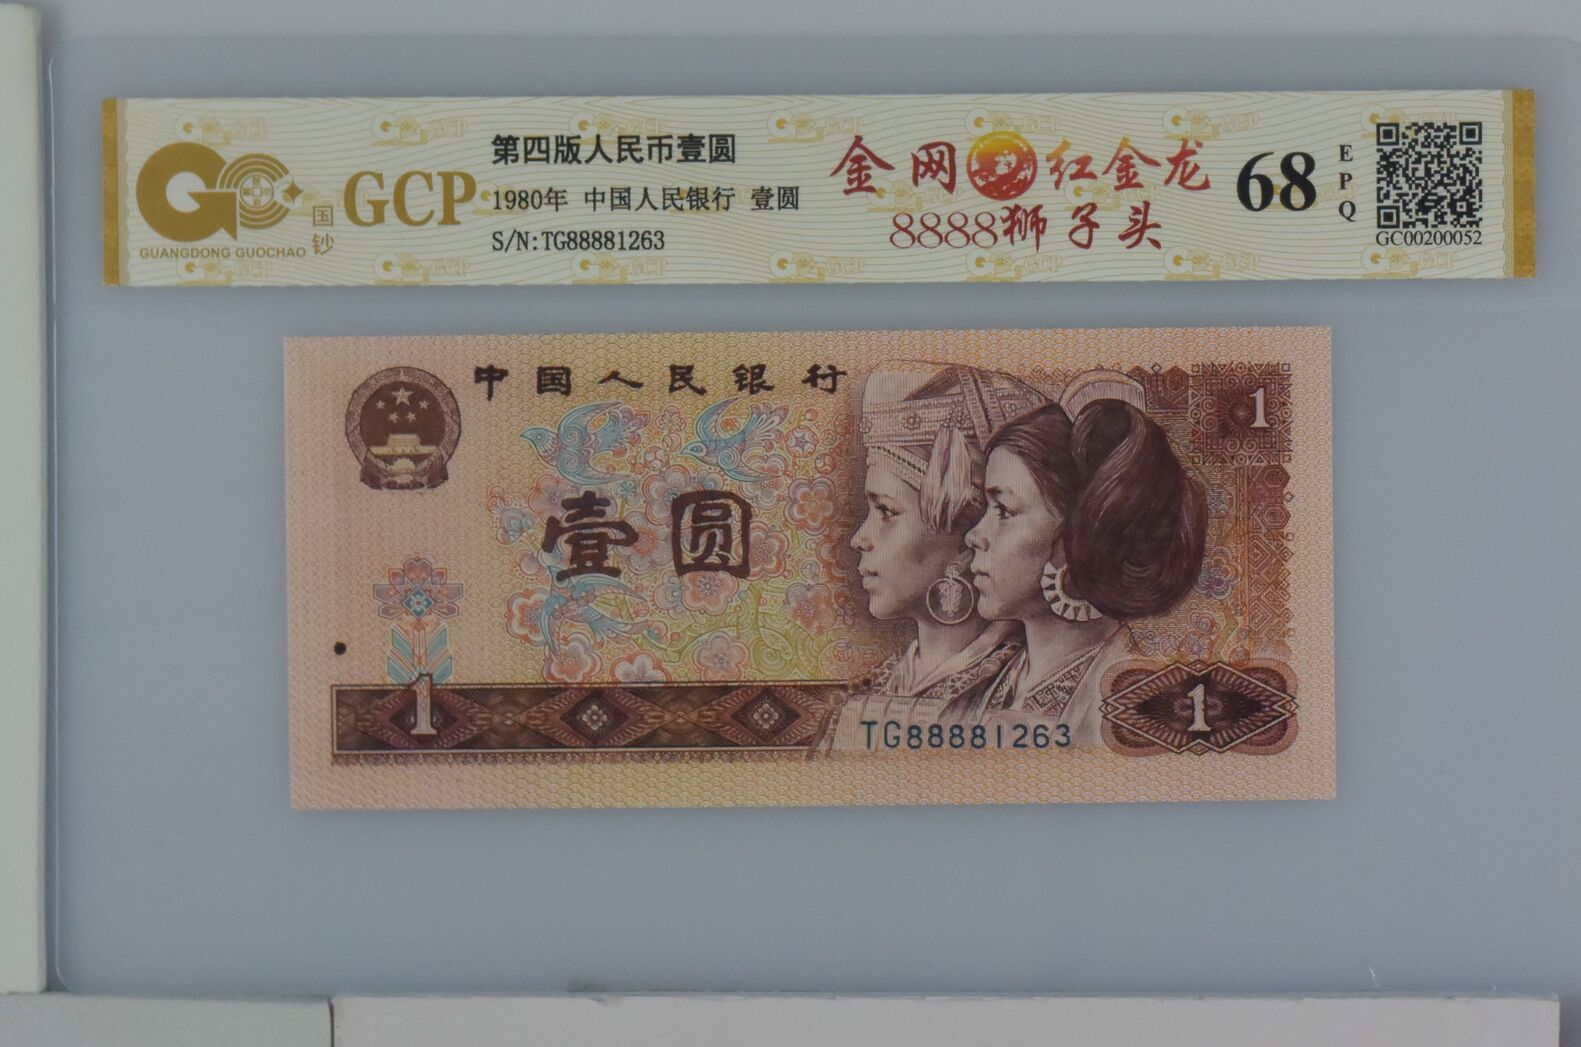 GUANGDONG GUOCHAO
国钞
GCP
第四版人民币壹圆
1980年 中国人民银行 壹圆
S/N:TG88881263
金网 红金龙
8888狮子头
68
EPQ
GC00200052
中国人民银行
1
壹圆
1
TG88881263
1